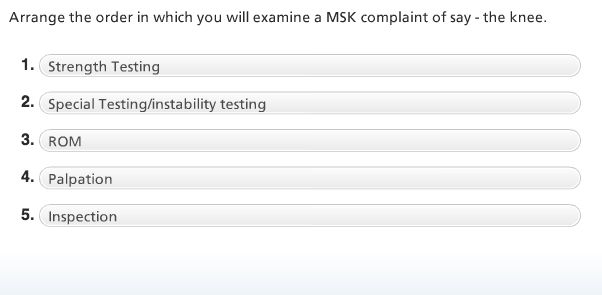 Arrange the order in which you will examine a MSK complaint of say - the knee.
1. Strength Testing
2. Special Testing/instability testing
3. ROM
4. Palpation
5. Inspection